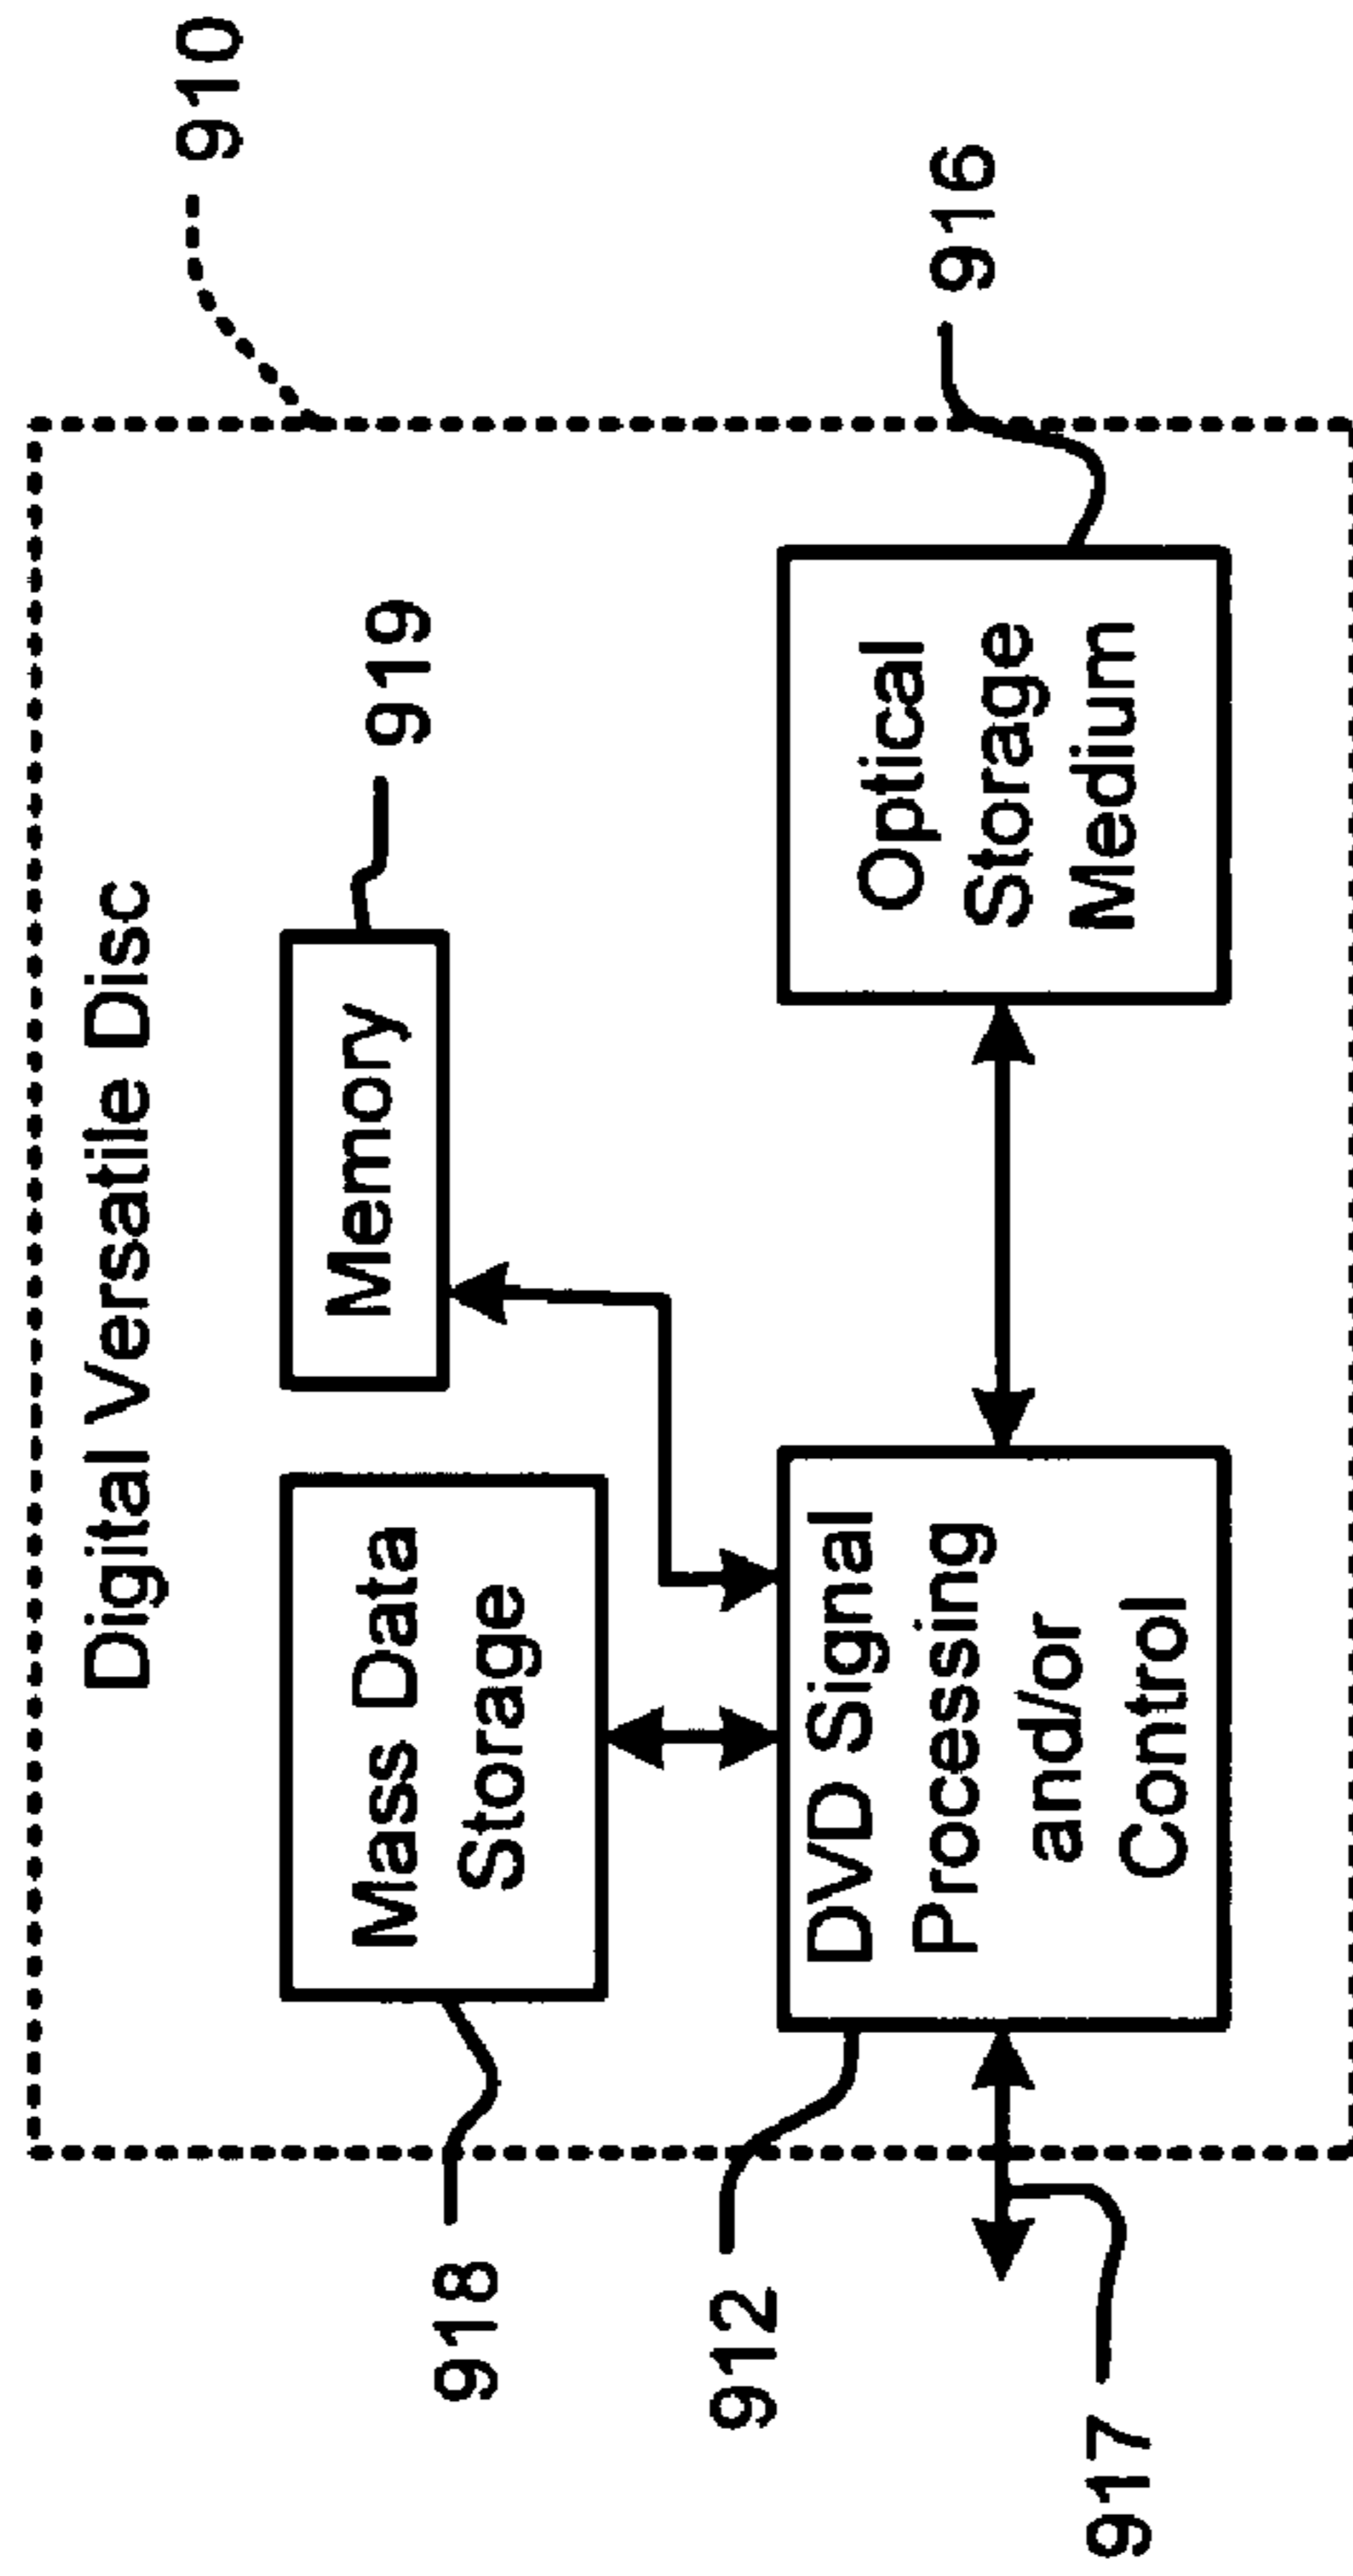 Digital Versatile Disc
910
Mass Data
Storage
918
Memory
919
DVD Signal
Processing
and/or
Control
912
Optical
Storage
Medium
916
917